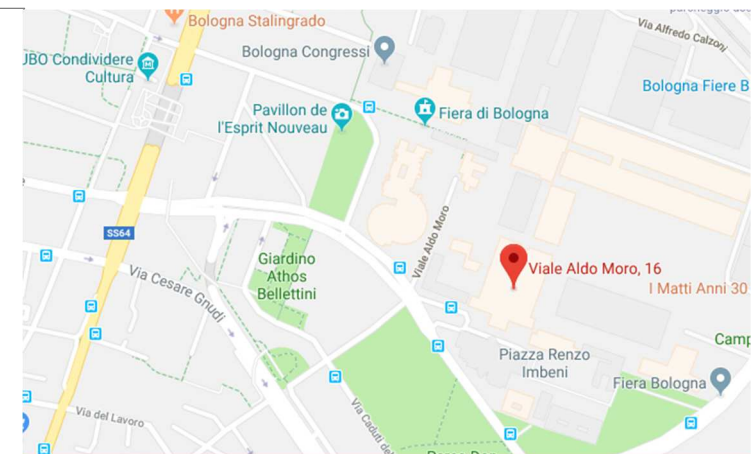 Bologna Stalingrado
Via Alfredo Calzoni
JBO Condividere
Cultura
Bologna Congressi
Bologna Fiere B
Pavillon de
l'Esprit Nouveau
Fiera di Bologna
SS64
Viale Aldo Moro
Giardino
Athos
Bellettini
Via Cesare Gnudi
Viale Aldo Moro, 16
I Matti Anni 30
Camp
Piazza Renzo
Imbeni
Fiera Bologna
Via del Lavoro
Via Caduti del